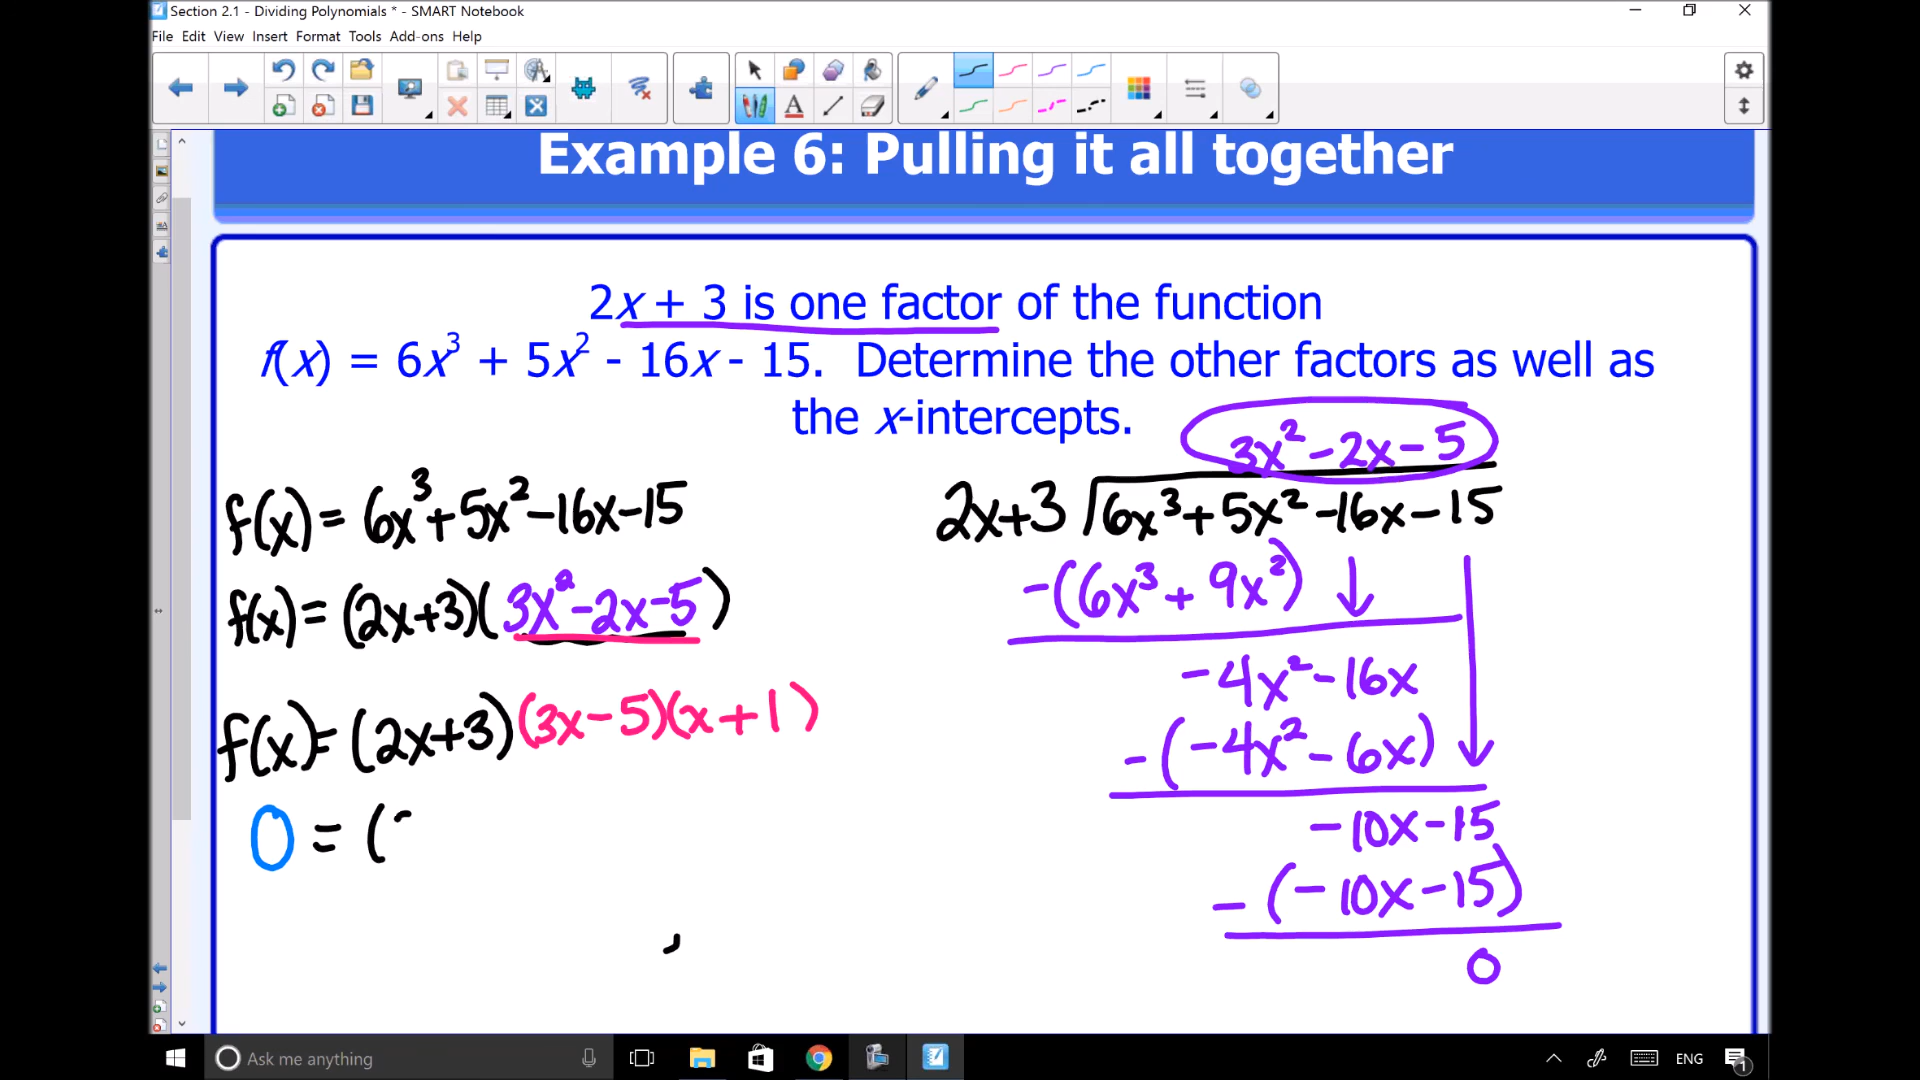 Section 2.1 - Dividing Polynomials * - SMART Notebook
File Edit View Insert Format Tools Add-ons Help
Example 6: Pulling it all together
2x + 3 is one factor of the function
f(x) = 6x³ + 5x² - 16x - 15. Determine the other factors as well as
the x-intercepts.
3x² - 2x - 5
f(x) = 6x³ + 5x² - 16x - 15
2x+3 √6x³ + 5x² - 16x - 15
-(6x³ + 9x²) ↓
f(x) = (2x+3)(3x² - 2x - 5)
-4x² - 16x
f(x) = (2x+3)(3x - 5)(x + 1)
-(-4x² - 6x)
0 = (
-10x - 15
-(-10x - 15)
0
Ask me anything
ENG
1